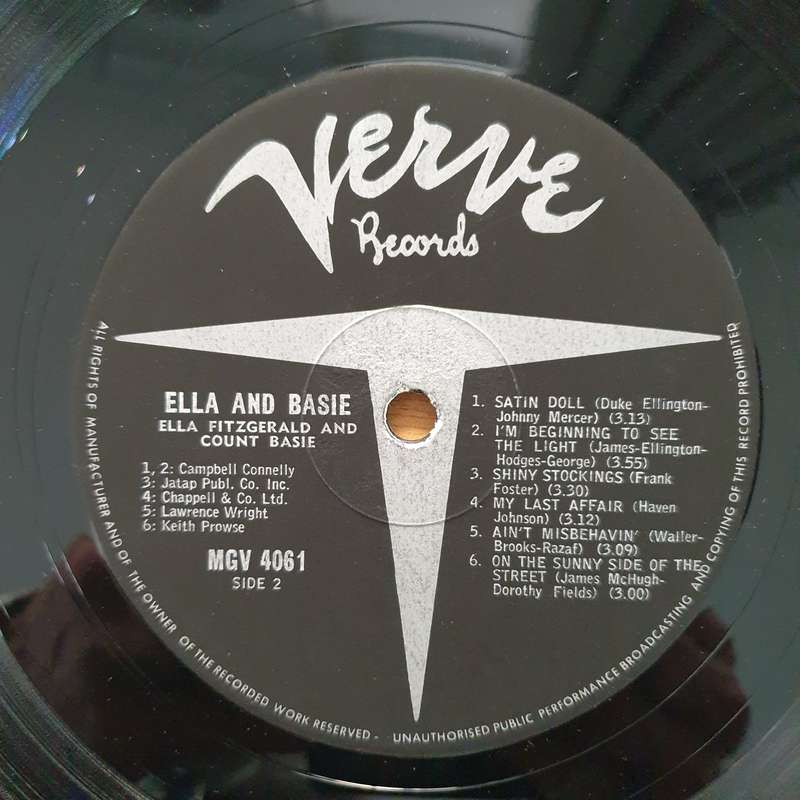 Verve
Records
ELLA AND BASIE
ELLA FITZGERALD AND
COUNT BASIE
1, 2: Campbell Connelly
3: Jatap Publ. Co. Inc.
4: Chappell & Co. Ltd.
5: Lawrence Wright
6: Keith Prowse
MGV 4061
SIDE 2
1. SATIN DOLL (Duke Ellington-
Johnny Mercer) (3.13)
2. I'M BEGINNING TO SEE
THE LIGHT (James-Ellington-
Hodges-George) (3.55)
3. SHINY STOCKINGS (Frank
Foster) (3.30)
4. MY LAST AFFAIR (Haven
Johnson) (3.12)
5. AIN'T MISBEHAVIN' (Waller-
Brooks-Razaf) (3.09)
6. ON THE SUNNY SIDE OF THE
STREET (James McHugh-
Dorothy Fields) (3.00)
ALL RIGHTS OF MANUFACTURER AND OF THE OWNER OF THE RECORDED WORK RESERVED - UNAUTHORISED PUBLIC PERFORMANCE BROADCASTING AND COPYING OF THIS RECORD PROHIBITED